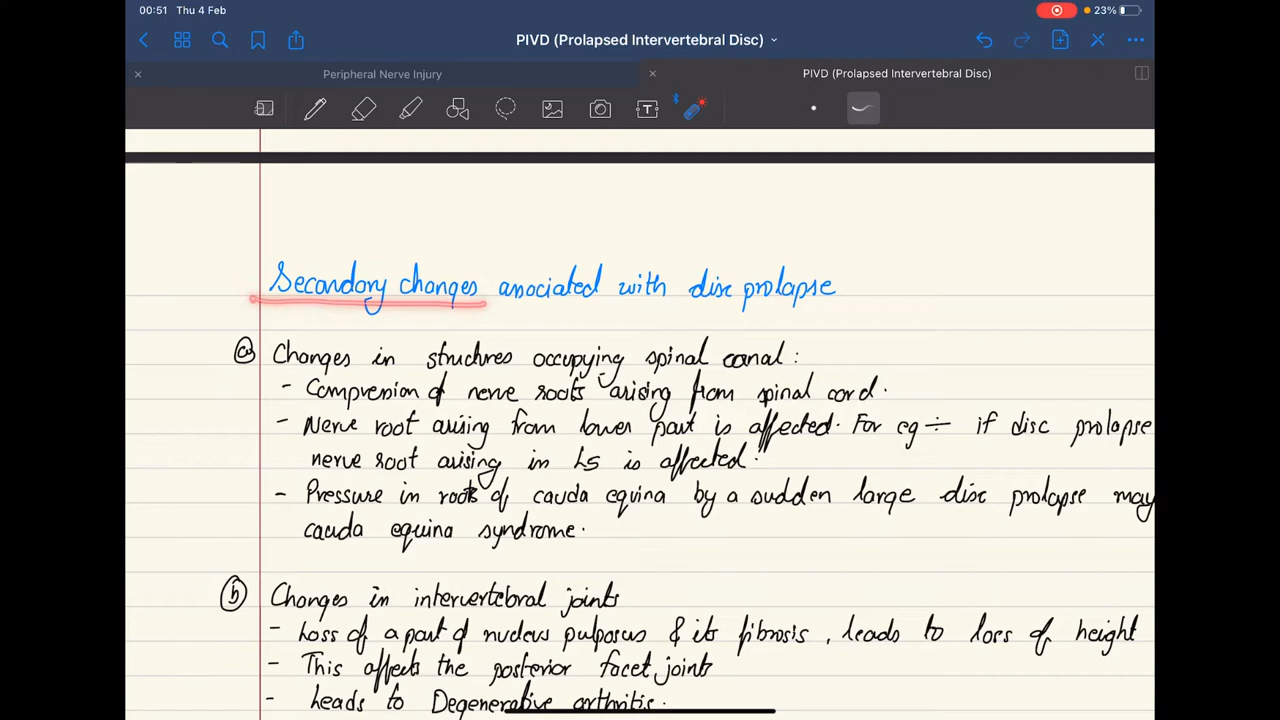 00:51 Thu 4 Feb
23%
PIVD (Prolapsed Intervertebral Disc)
Peripheral Nerve Injury
PIVD (Prolapsed Intervertebral Disc)
T
Secondary changes associated with disc prolapse
a Changes in structures occupying spinal canal :
- Compression of nerve roots arising from spinal cord.
- Nerve root arising from lower part is affected. For eg ÷ if disc prolapse
nerve root arising in L5 is affected.
- Pressure in roots of cauda equina by a sudden large disc prolapse may
cauda equina syndrome.
b Changes in intervertebral joints
- Loss of a part of nucleus pulposus & its fibrosis, leads to loss of height
- This affects the posterior facet joints
- leads to Degenerative arthritis.